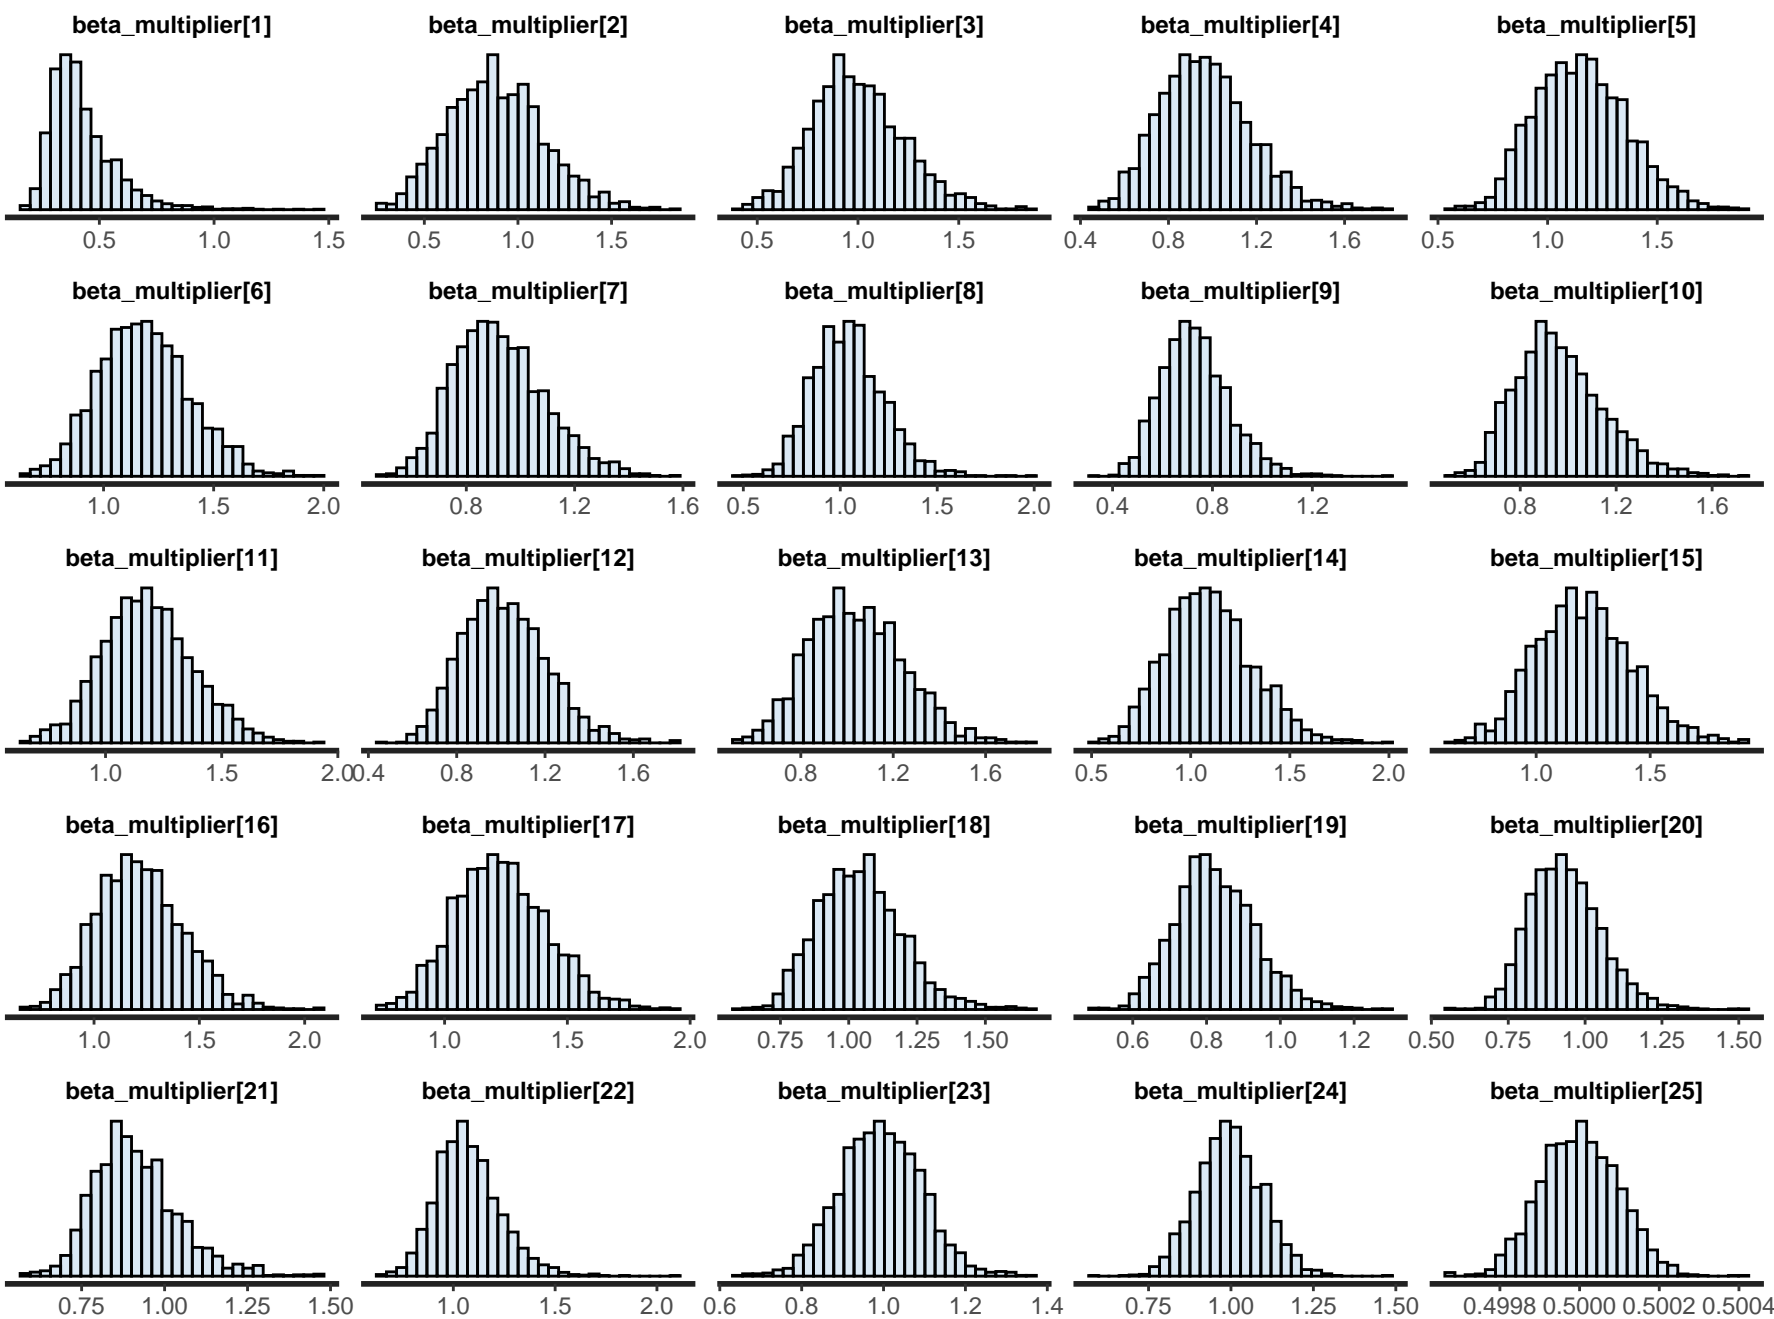 beta_multiplier[1] beta_multiplier[2] beta_multiplier[3] beta_multiplier[4] beta_multiplier[5]
0.5 1.0 1.5 0.5 1.0 1.5 0.5 1.0 1.5 0.4 0.8 1.2 1.6 0.5 1.0 1.5
beta_multiplier[6] beta_multiplier[7] beta_multiplier[8] beta_multiplier[9] beta_multiplier[10]
1.0 1.5 2.0 0.8 1.2 1.6 0.5 1.0 1.5 2.0 0.4 0.8 1.2 0.8 1.2 1.6
beta_multiplier[11] beta_multiplier[12] beta_multiplier[13] beta_multiplier[14] beta_multiplier[15]
1.0 1.5 2.0 0.4 0.8 1.2 1.6 0.8 1.2 1.6 0.5 1.0 1.5 2.0 1.0 1.5
beta_multiplier[16] beta_multiplier[17] beta_multiplier[18] beta_multiplier[19] beta_multiplier[20]
1.0 1.5 2.0 1.0 1.5 2.0 0.75 1.00 1.25 1.50 0.6 0.8 1.0 1.2 0.50 0.75 1.00 1.25 1.50
beta_multiplier[21] beta_multiplier[22] beta_multiplier[23] beta_multiplier[24] beta_multiplier[25]
0.75 1.00 1.25 1.50 1.0 1.5 2.0 0.6 0.8 1.0 1.2 1.4 0.75 1.00 1.25 1.50 0.4998 0.5000 0.5002 0.5004